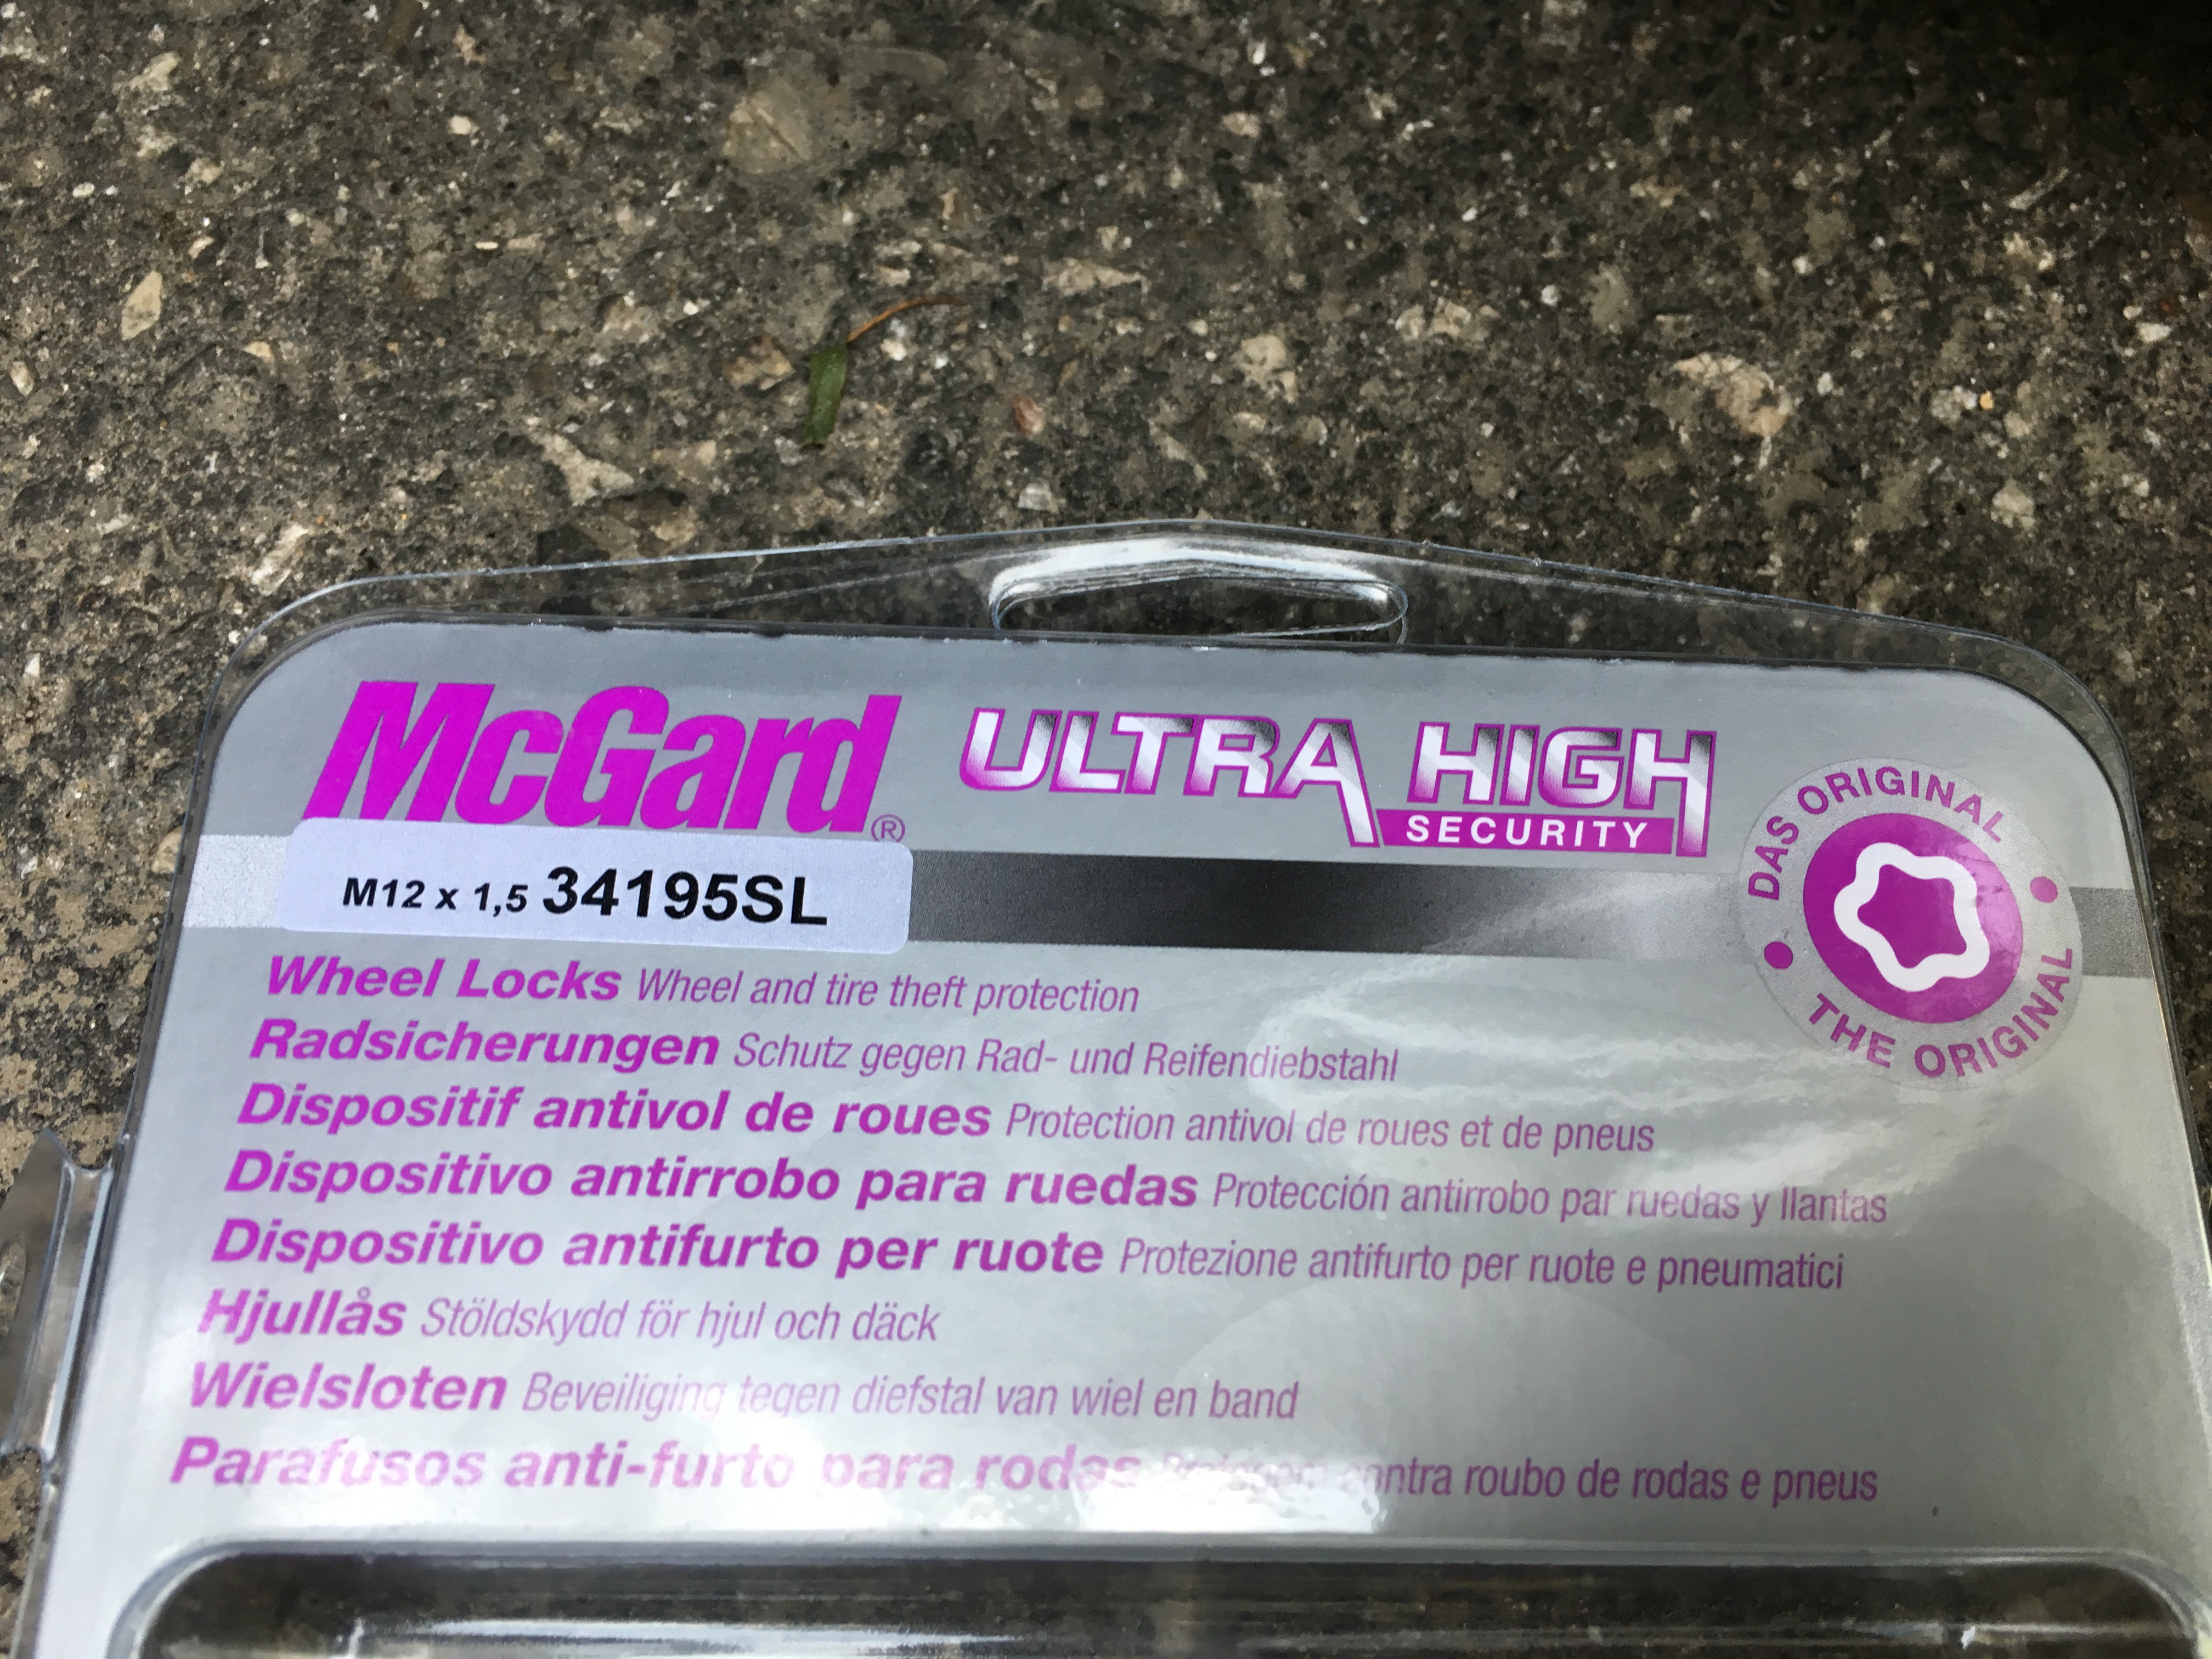 McGard® ULTRA HIGH
SECURITY
DAS ORIGINAL
THE ORIGINAL
M12 x 1,5 34195SL
Wheel Locks Wheel and tire theft protection
Radsicherungen Schutz gegen Rad- und Reifendiebstahl
Dispositif antivol de roues Protection antivol de roues et de pneus
Dispositivo antirrobo para ruedas Protección antirrobo par ruedas y llantas
Dispositivo antifurto per ruote Protezione antifurto per ruote e pneumatici
Hjullås Stöldskydd för hjul och däck
Wielsloten Beveiliging tegen diefstal van wiel en band
Parafusos anti-furto para rodas contra roubo de rodas e pneus